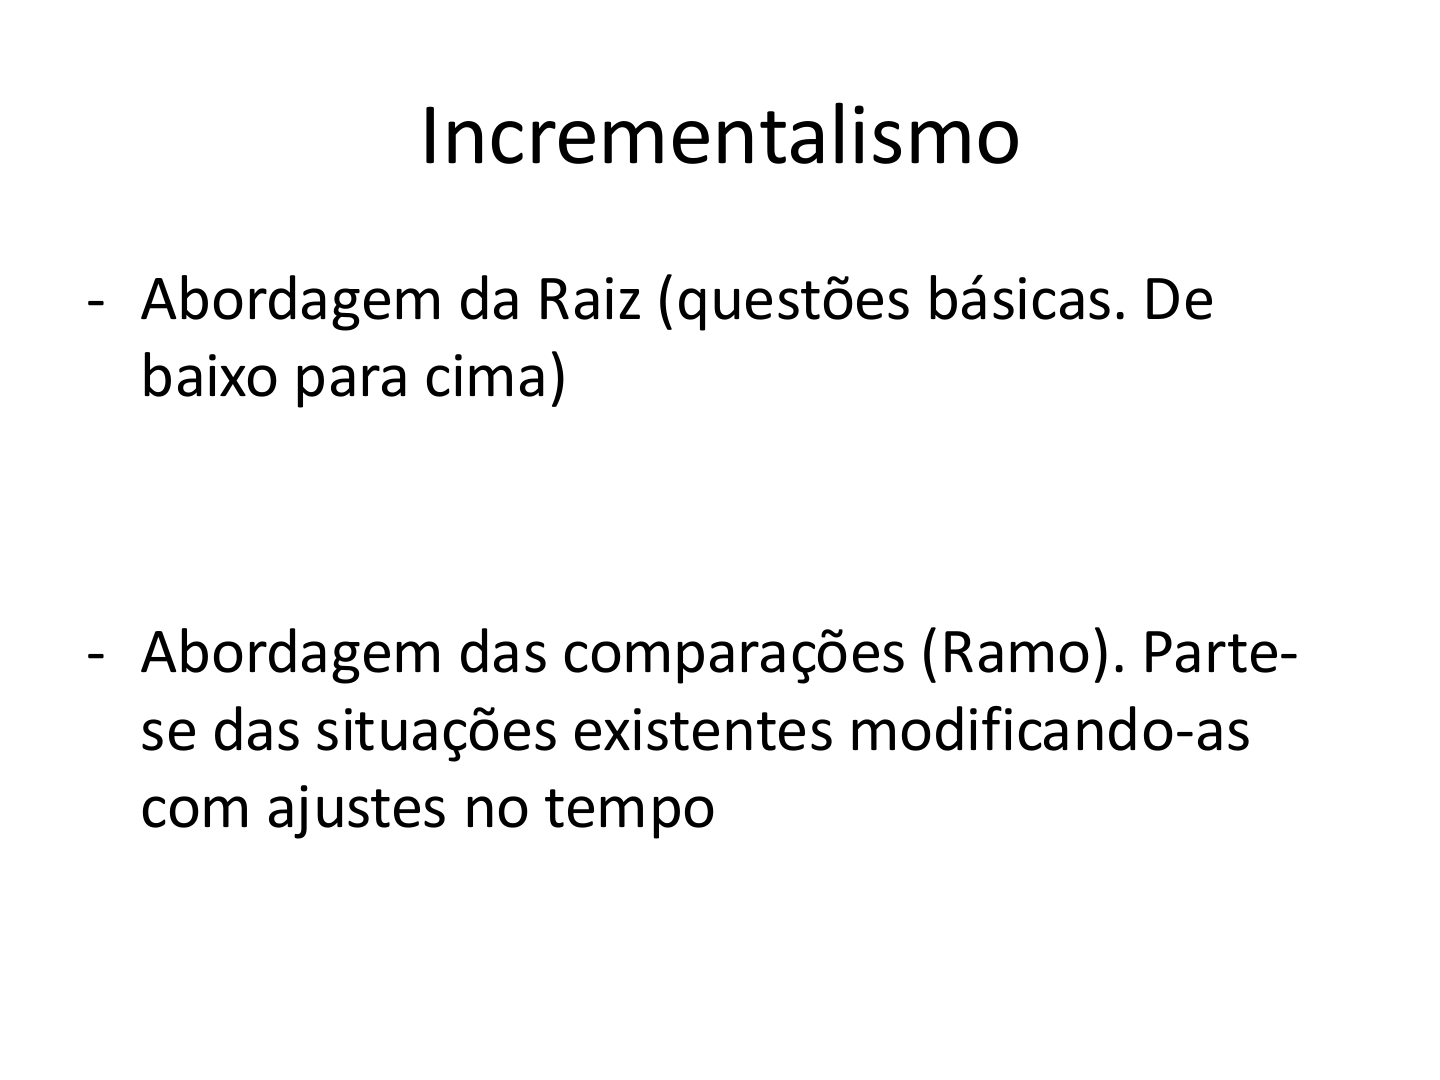 Incrementalismo
- Abordagem da Raiz (questões básicas. De
baixo para cima)
- Abordagem das comparações (Ramo). Parte-
se das situações existentes modificando-as
com ajustes no tempo